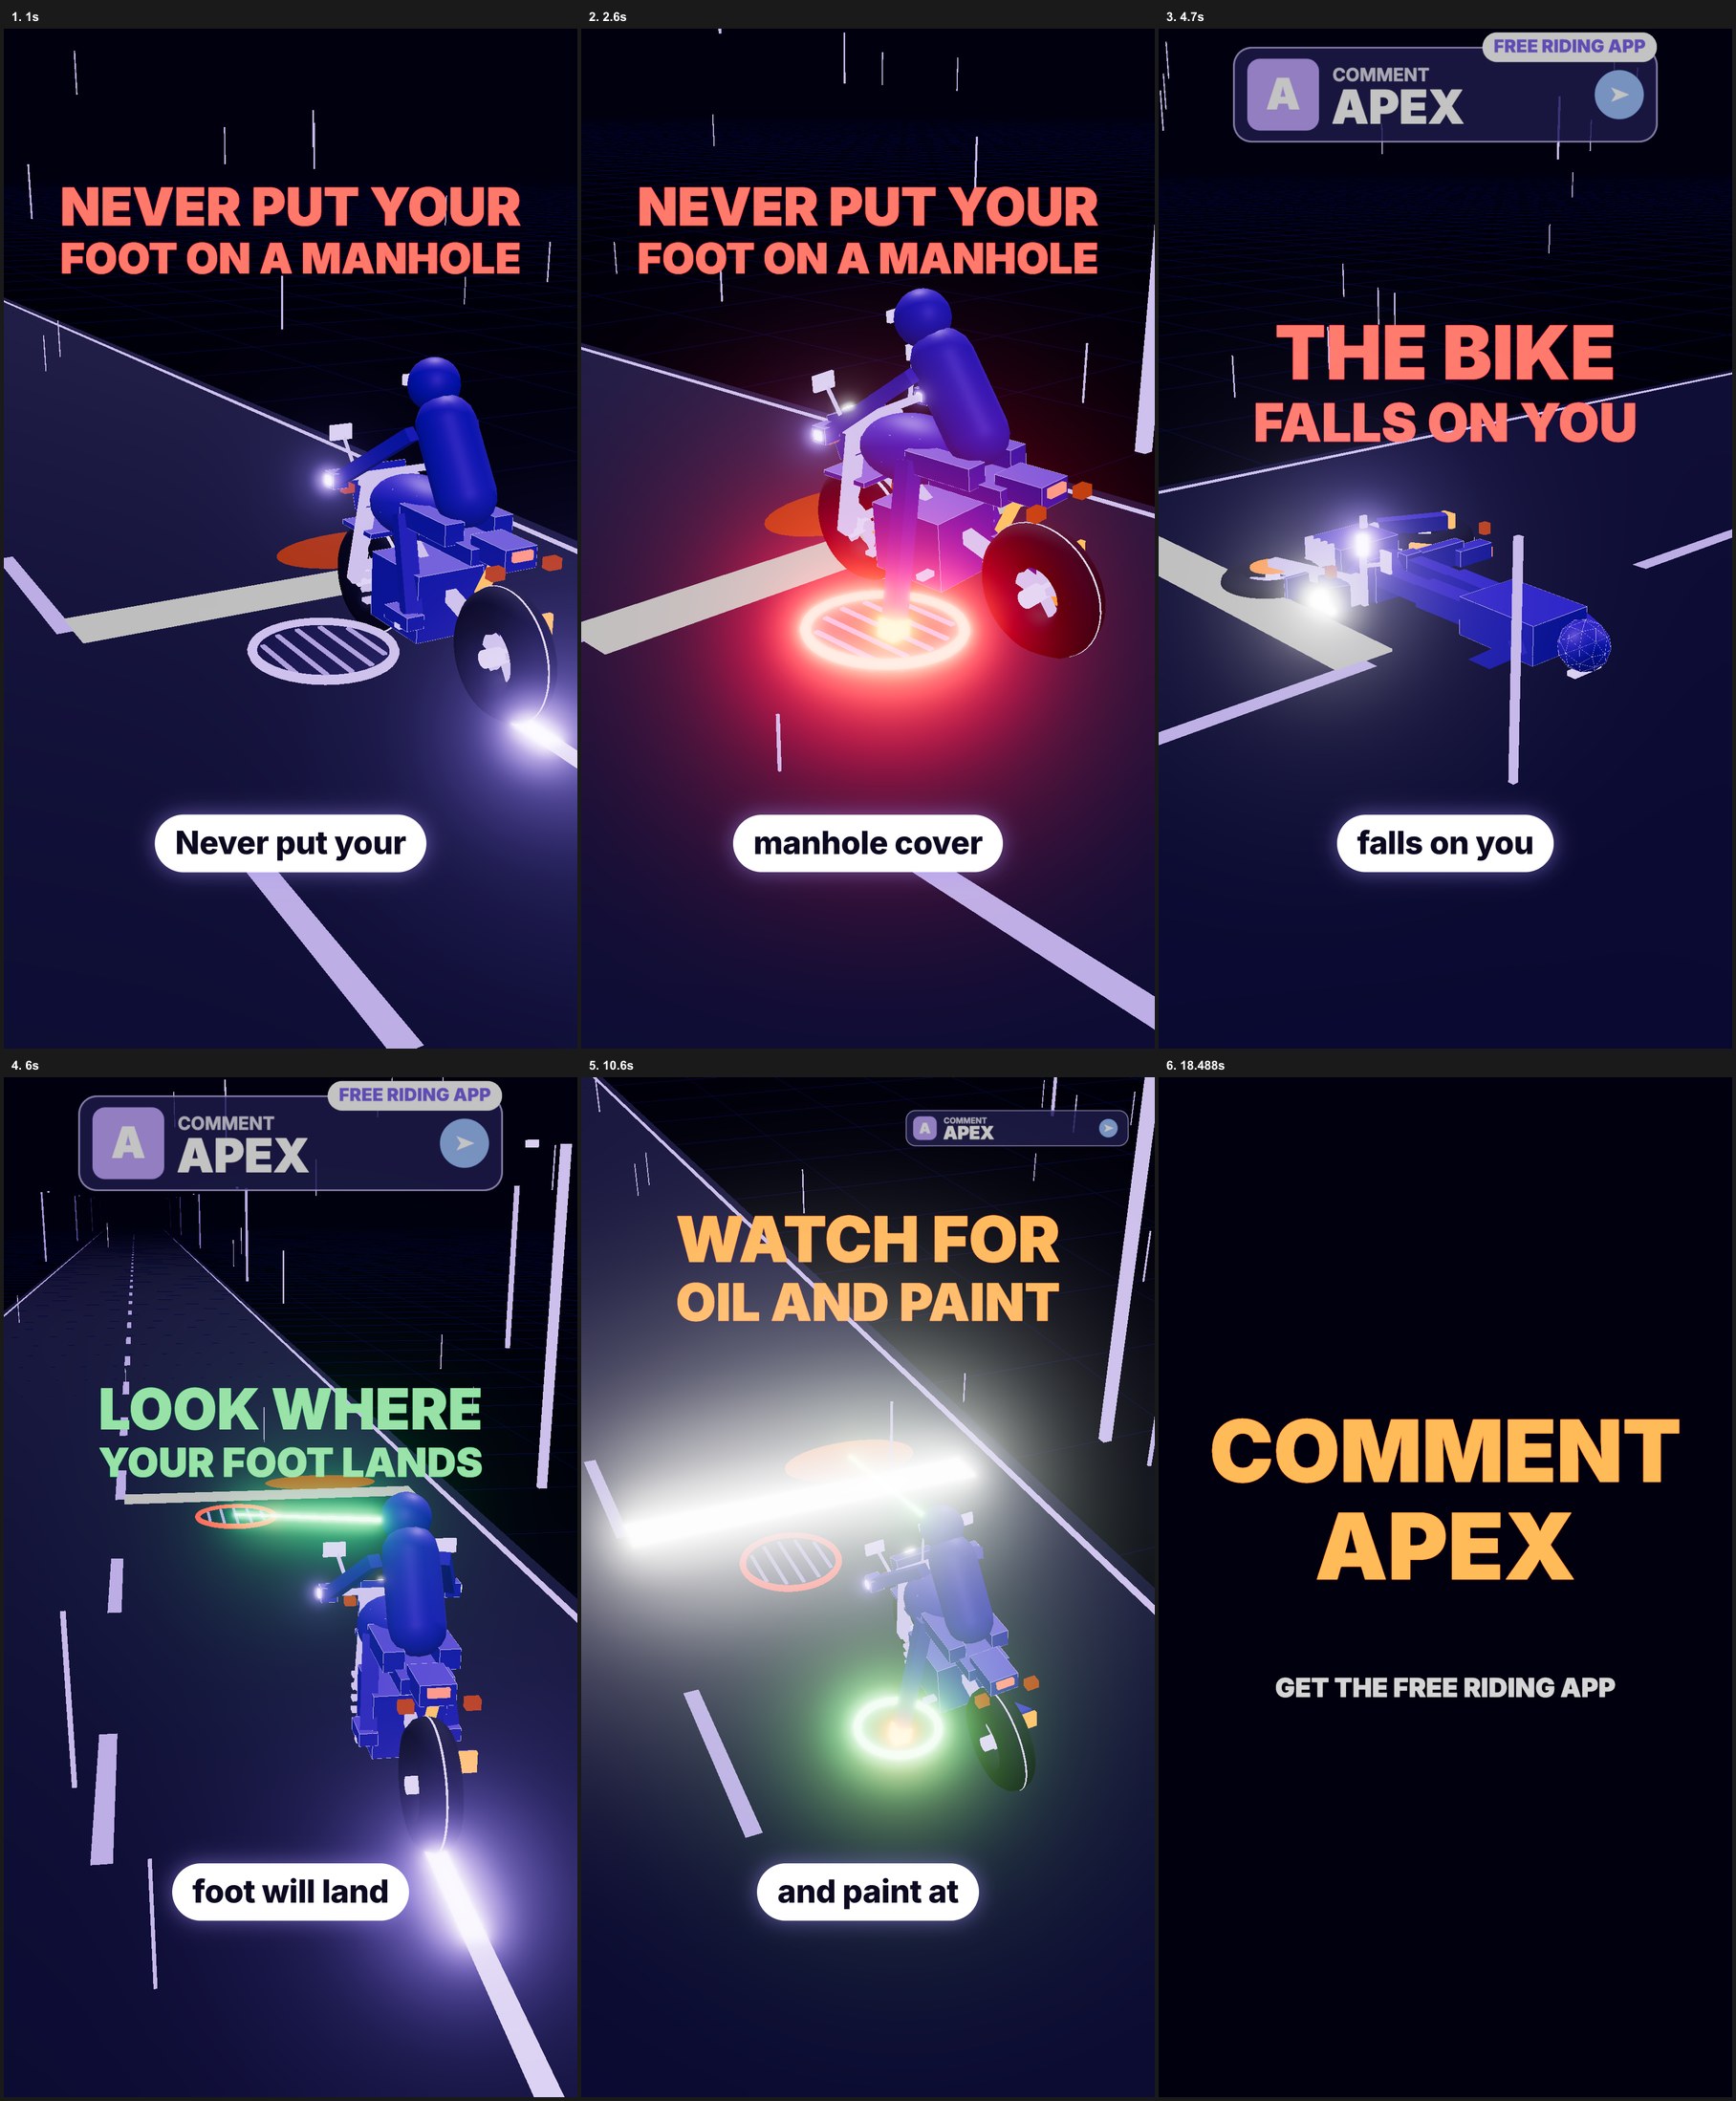 1. 1s
NEVER PUT YOUR
FOOT ON A MANHOLE
Never put your
2. 2.6s
NEVER PUT YOUR
FOOT ON A MANHOLE
manhole cover
3. 4.7s
FREE RIDING APP
A
COMMENT
APEX
THE BIKE
FALLS ON YOU
falls on you
4. 6s
FREE RIDING APP
A
COMMENT
APEX
LOOK WHERE
YOUR FOOT LANDS
foot will land
5. 10.6s
A
COMMENT
APEX
WATCH FOR
OIL AND PAINT
and paint at
6. 18.488s
COMMENT
APEX
GET THE FREE RIDING APP